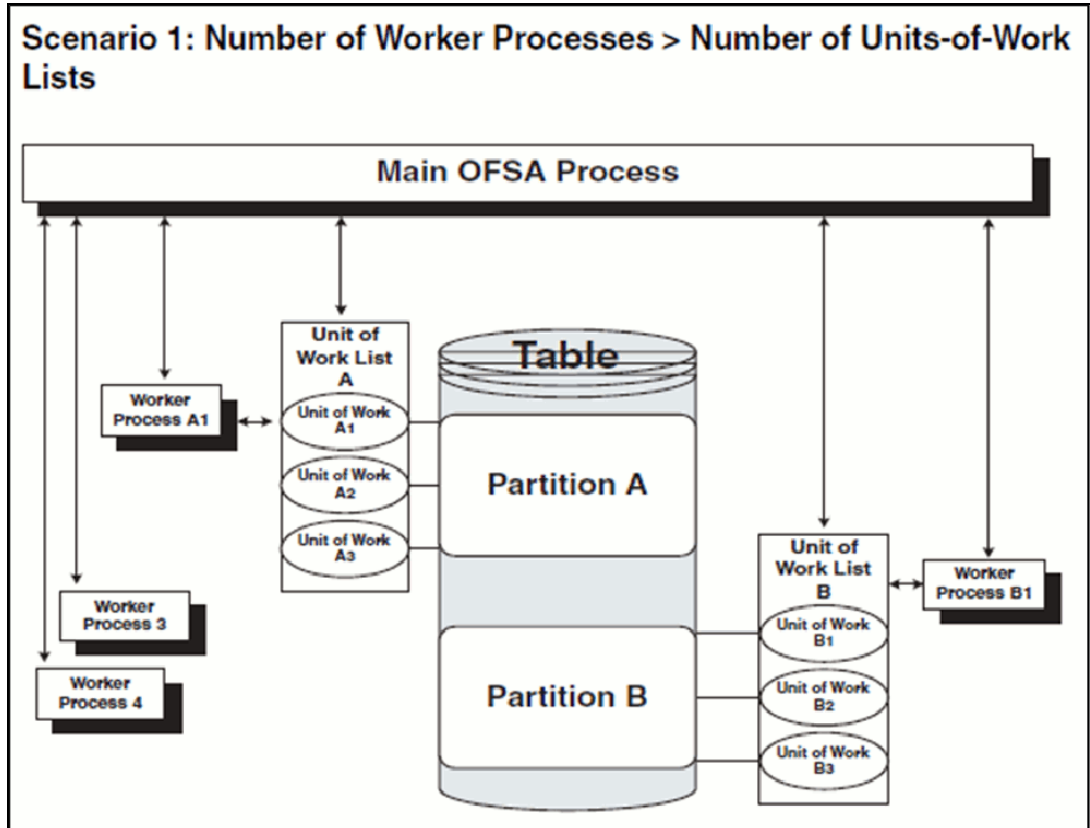 Scenario 1: Number of Worker Processes > Number of Units-of-Work
Lists
Main OFSA Process
Unit of
Work List
A
Table
Worker
Process A1
Unit of Work
A1
Unit of Work
A2
Unit of Work
A3
Partition A
Unit of
Work List
B
Worker
Process B1
Worker
Process 3
Worker
Process 4
Partition B
Unit of Work
B1
Unit of Work
B2
Unit of Work
B3